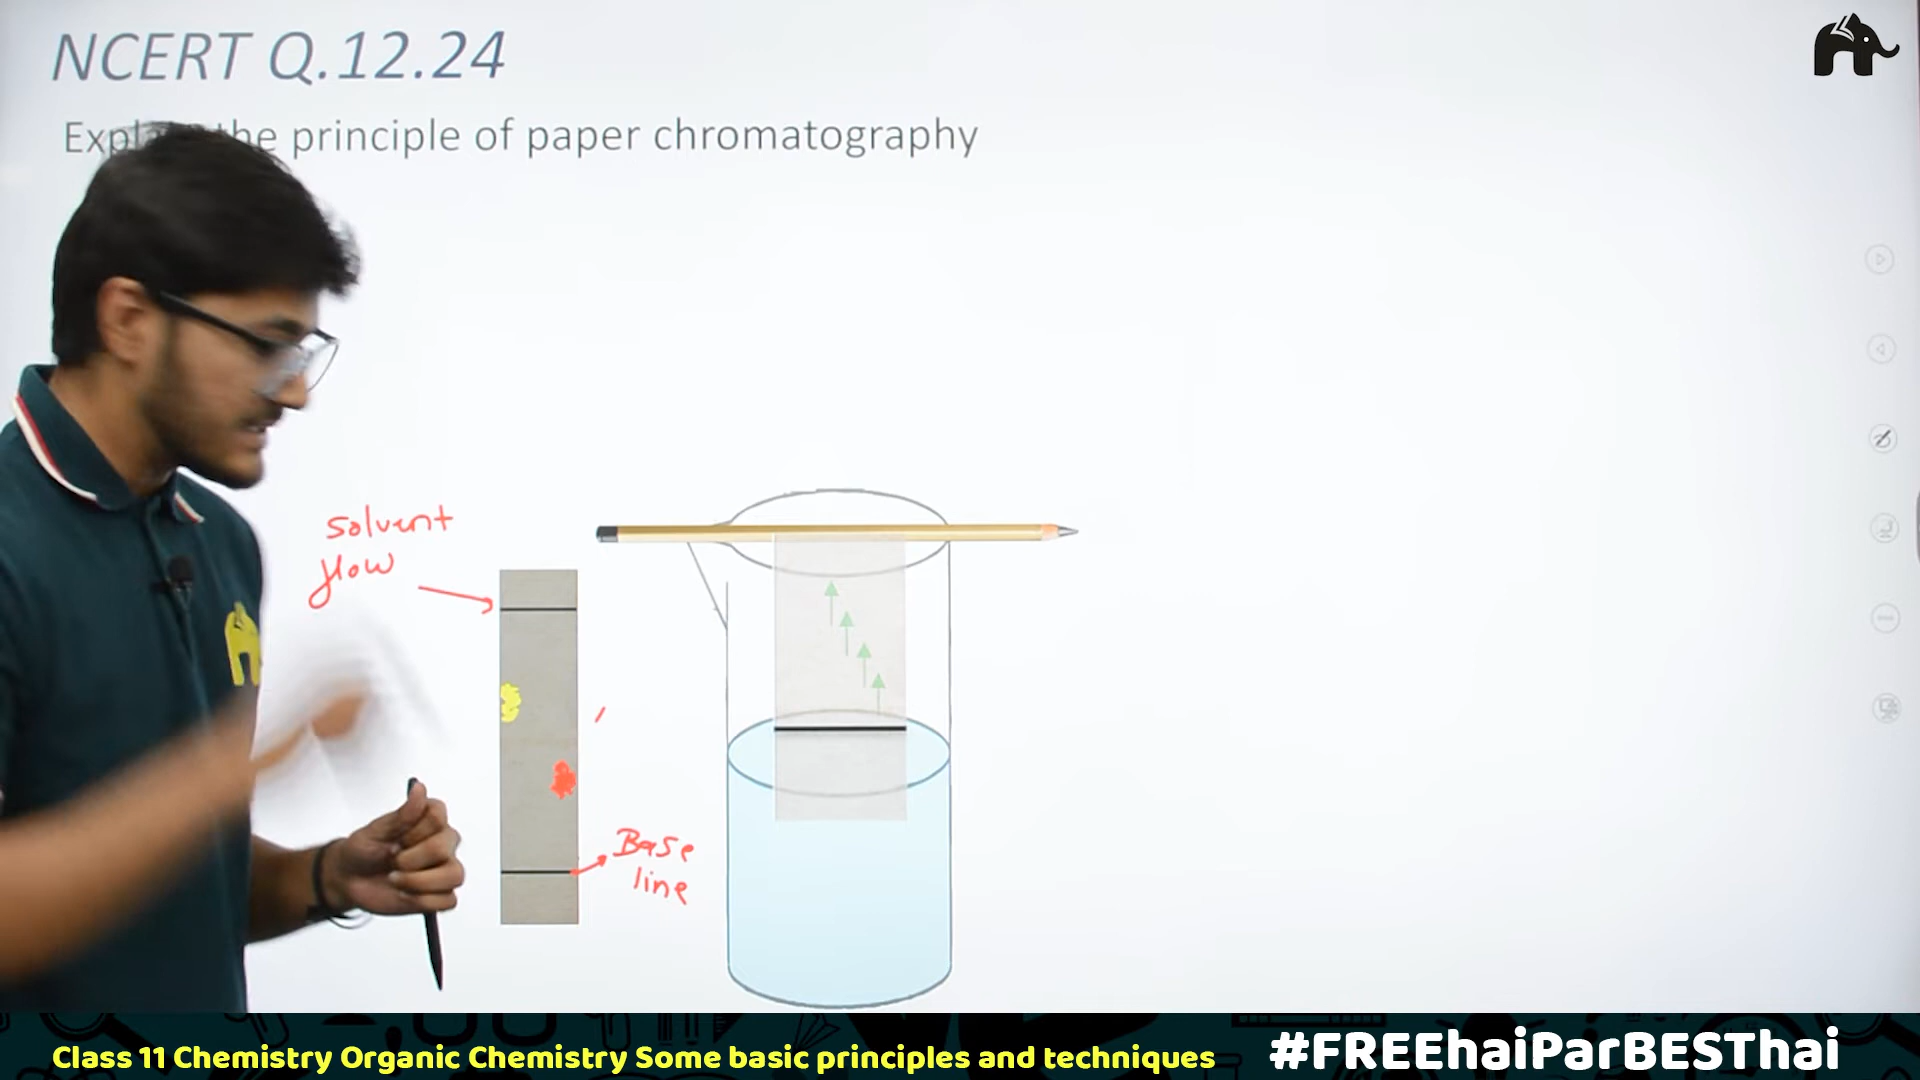 NCERT Q.12.24
Explain the principle of paper chromatography
solvent
flow
Base
line
Class 11 Chemistry Organic Chemistry Some basic principles and techniques
#FREEhaiParBESThai